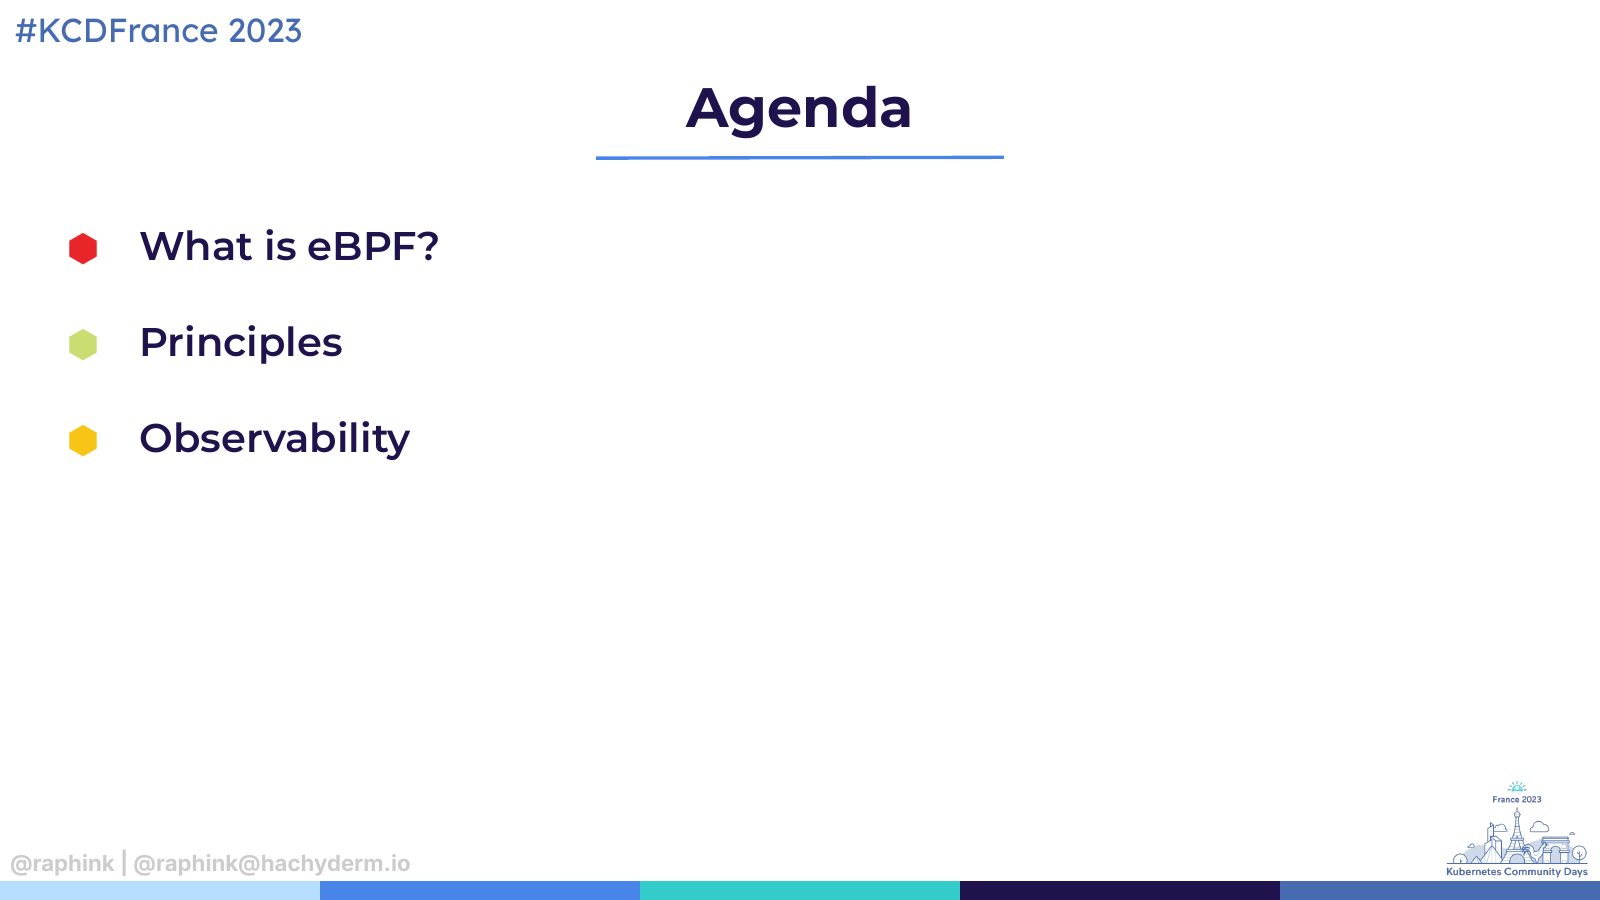 #KCDFrance 2023
Agenda
What is eBPF?
Principles
Observability
France 2023
Kubernetes Community Days
@raphink | @raphink@hachyderm.io